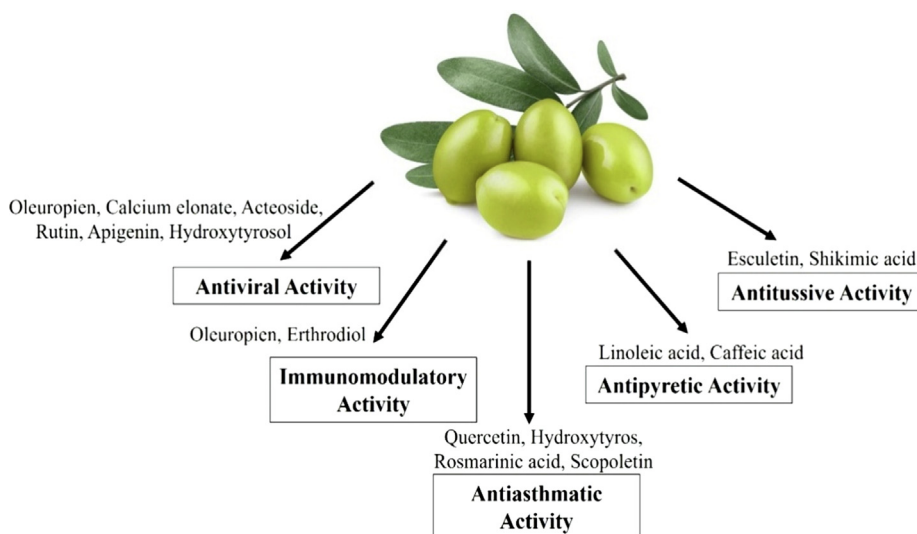 Oleuropien, Calcium elonate, Acteoside,
Rutin, Apigenin, Hydroxytyrosol
Antiviral Activity
Oleuropien, Erthrodiol
Immunomodulatory
Activity
Quercetin, Hydroxytyros,
Rosmarinic acid, Scopoletin
Antiasthmatic
Activity
Linoleic acid, Caffeic acid
Antipyretic Activity
Esculetin, Shikimic acid
Antitussive Activity